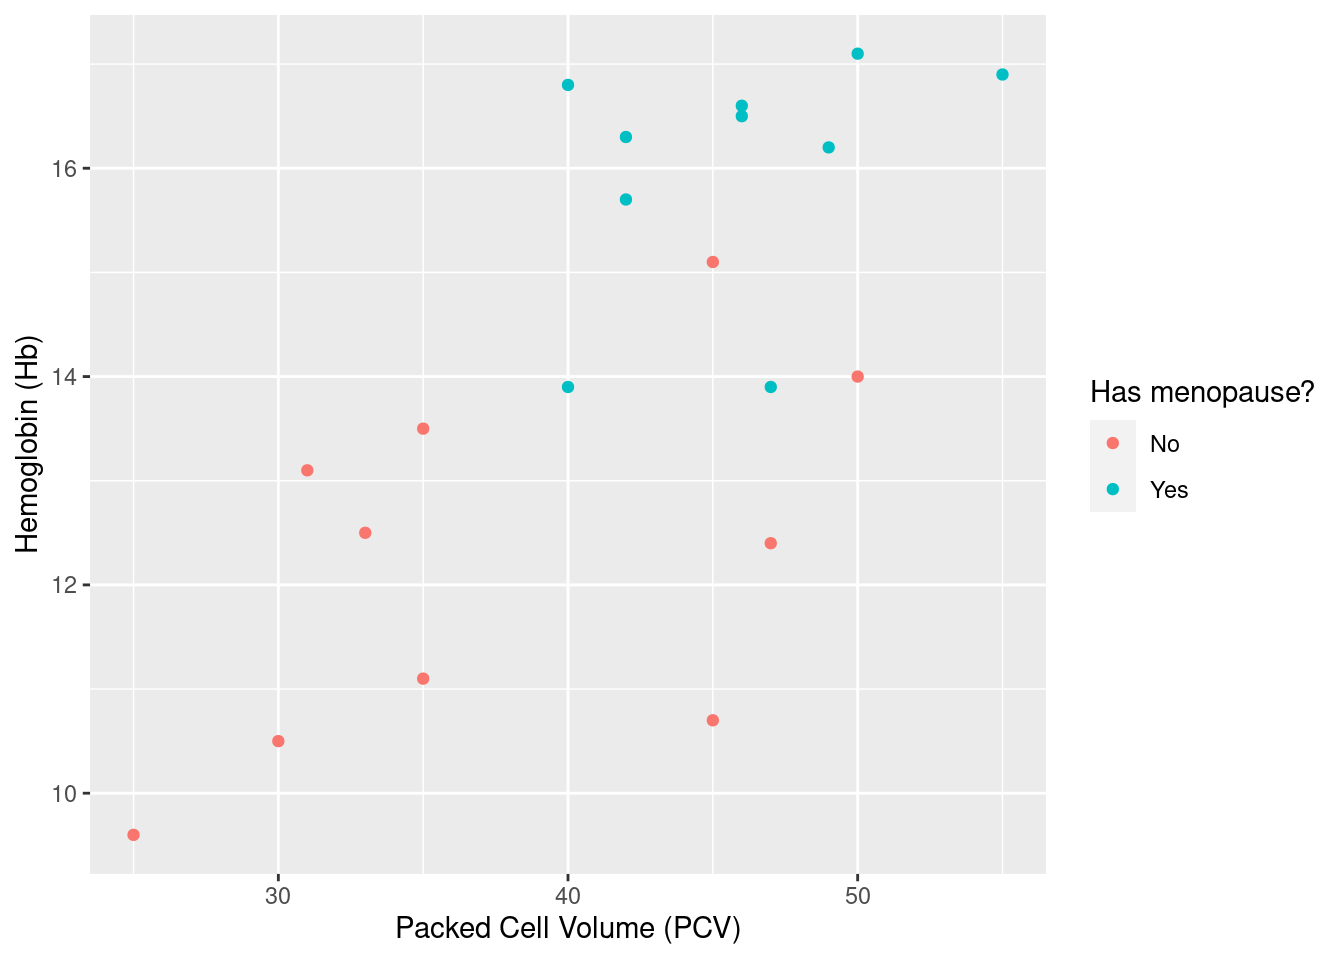 16
14
12
10
30 40 50
Packed Cell Volume (PCV)
Hemoglobin (Hb)
Has menopause?
No
Yes